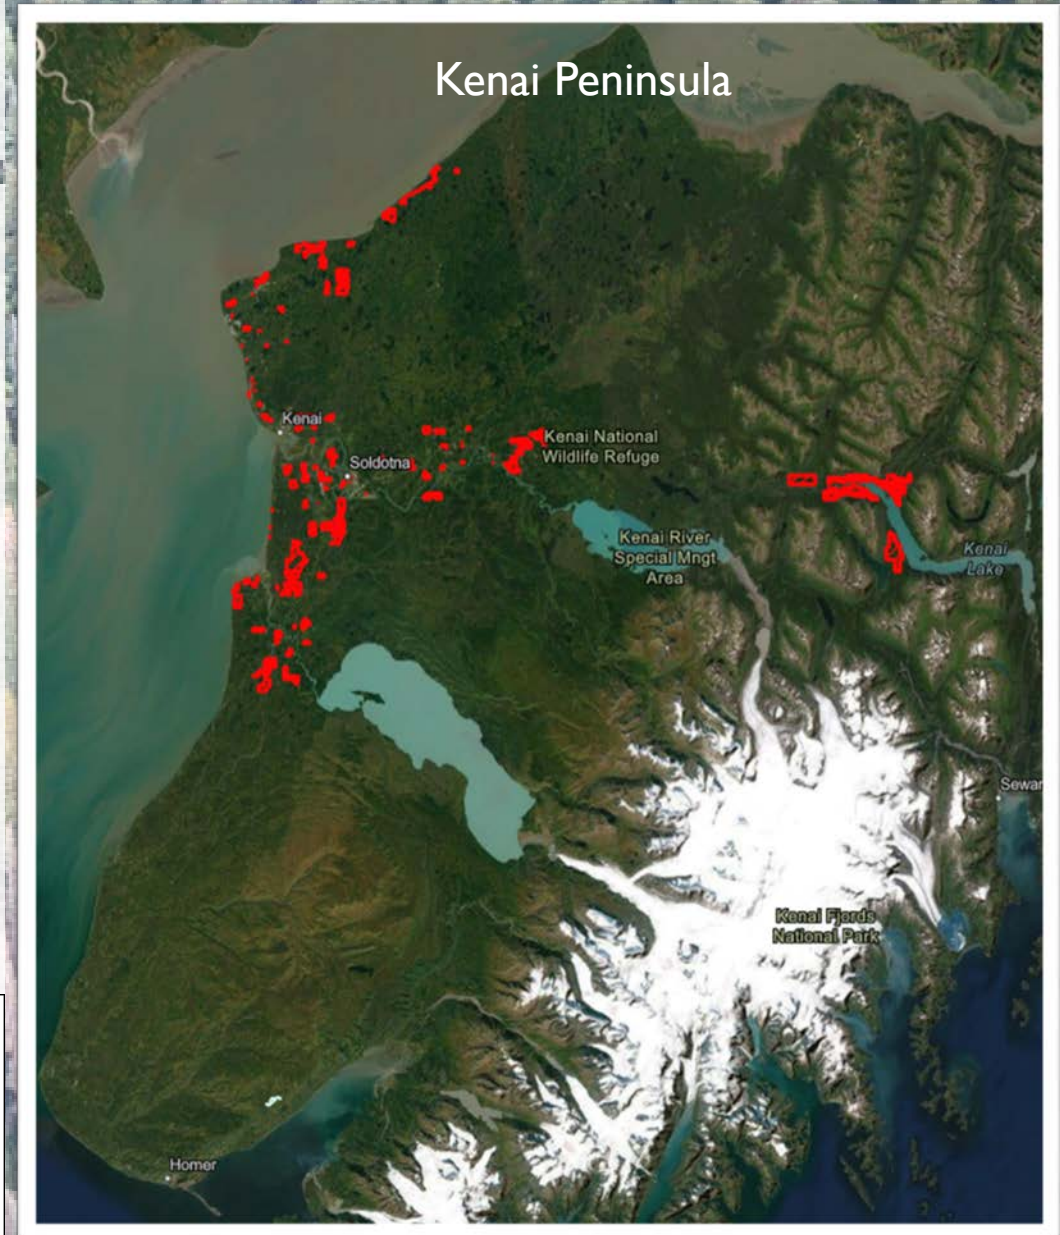 Kenai Peninsula
Kenai
Soldotna
Kenai National
Wildlife Refuge
Kenai River
Special Mngt
Area
Kenai
Lake
Sewar
Kenai Fjords
National Park
Homer